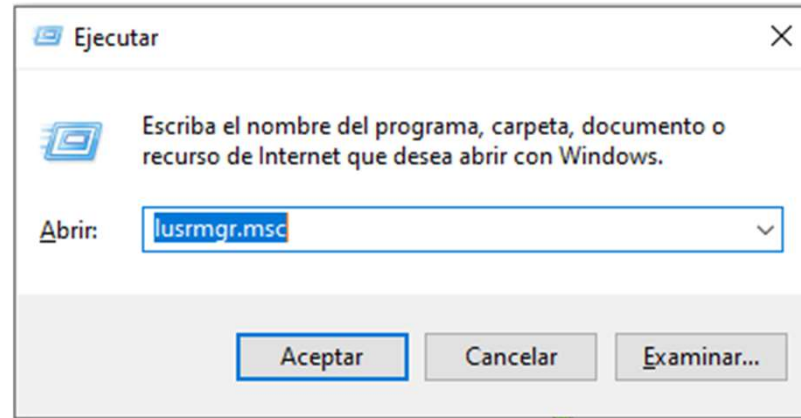 Ejecutar
Escriba el nombre del programa, carpeta, documento o
recurso de Internet que desea abrir con Windows.
Abrir:
lusrmgr.msc
Aceptar
Cancelar
Examinar...